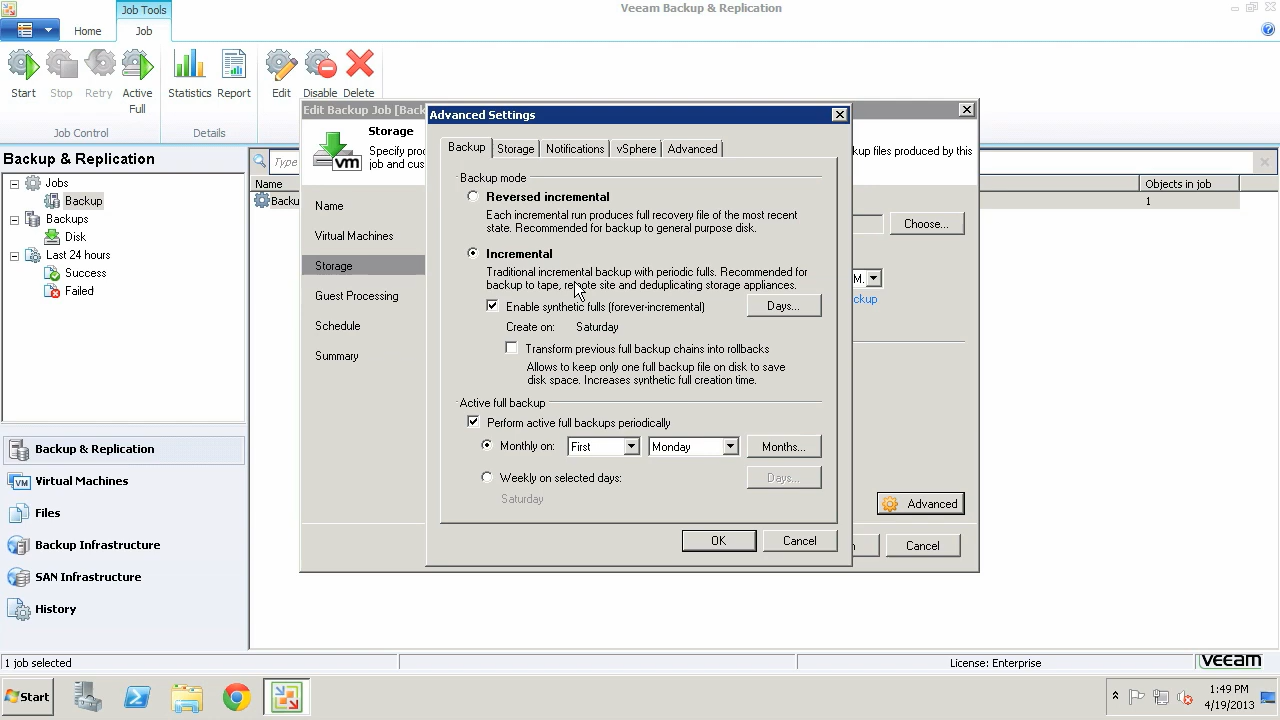 Job Tools
Veeam Backup & Replication
Home
Job
Start
Stop
Retry
Active Full
Statistics
Report
Edit
Disable
Delete
Job Control
Details
Backup & Replication
Jobs
Backup
Backups
Disk
Last 24 hours
Success
Failed
Backup & Replication
Virtual Machines
Files
Backup Infrastructure
SAN Infrastructure
History
Type
Name
Objects in job
Backu
1
Edit Backup Job [Back
Storage
Specify proc
job and cust
kup files produced by this
Name
Virtual Machines
Storage
Guest Processing
Schedule
Summary
Choose...
M.
ckup
Advanced
n
Cancel
Advanced Settings
Backup
Storage
Notifications
vSphere
Advanced
Backup mode
Reversed incremental
Each incremental run produces full recovery file of the most recent
state. Recommended for backup to general purpose disk.
Incremental
Traditional incremental backup with periodic fulls. Recommended for
backup to tape, remote site and deduplicating storage appliances.
Enable synthetic fulls (forever-incremental)
Days...
Create on: Saturday
Transform previous full backup chains into rollbacks
Allows to keep only one full backup file on disk to save
disk space. Increases synthetic full creation time.
Active full backup
Perform active full backups periodically
Monthly on: First Monday Months...
Weekly on selected days: Days...
Saturday
OK
Cancel
1 job selected
License: Enterprise
veeam
Start
1:49 PM
4/19/2013